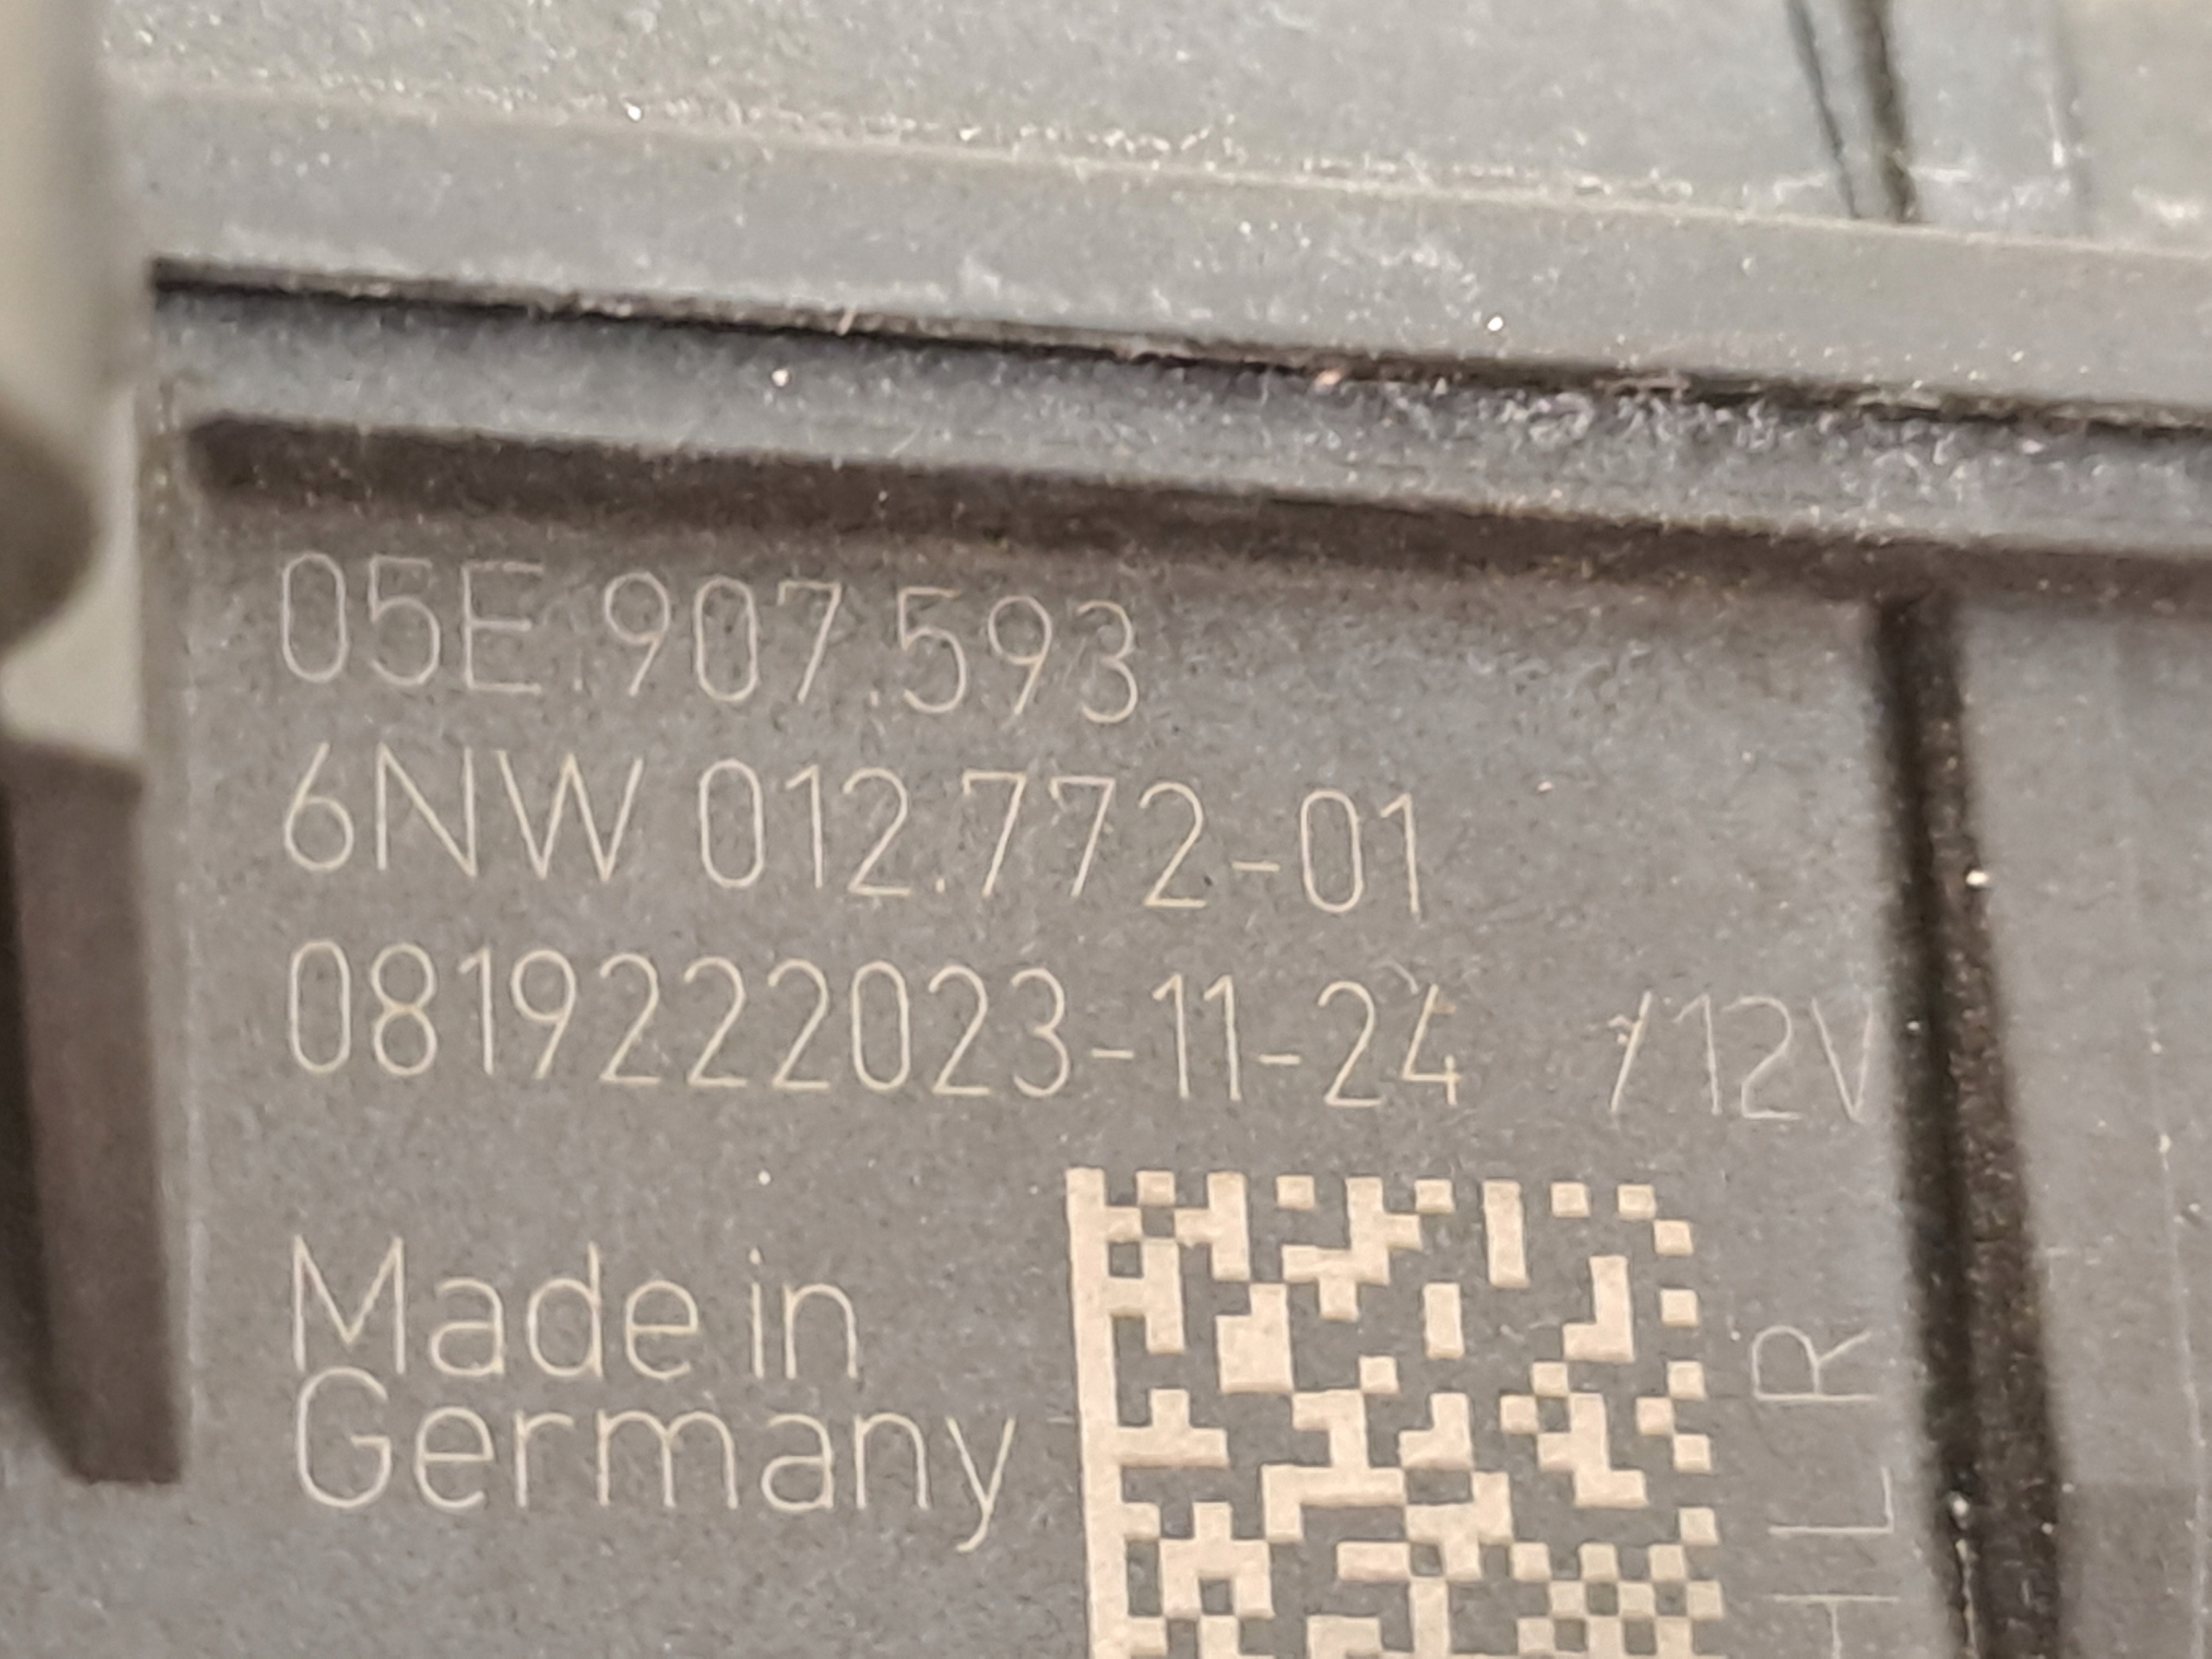 05E.907.593
6NW 012.772-01
0819222023-11-24 /12V
Made in
Germany
HLR